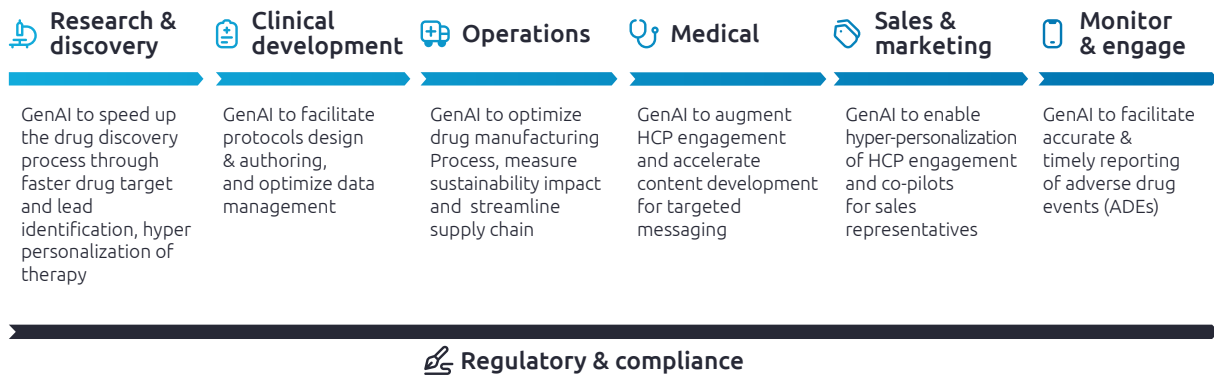 Research &
discovery
Clinical
development
Operations
Medical
Sales &
marketing
Monitor
& engage
GenAI to speed up
the drug discovery
process through
faster drug target
and lead
identification, hyper
personalization of
therapy
GenAI to facilitate
protocols design
& authoring,
and optimize data
management
GenAI to optimize
drug manufacturing
Process, measure
sustainability impact
and streamline
supply chain
GenAI to augment
HCP engagement
and accelerate
content development
for targeted
messaging
GenAI to enable
hyper-personalization
of HCP engagement
and co-pilots
for sales
representatives
GenAI to facilitate
accurate &
timely reporting
of adverse drug
events (ADEs)
Regulatory & compliance